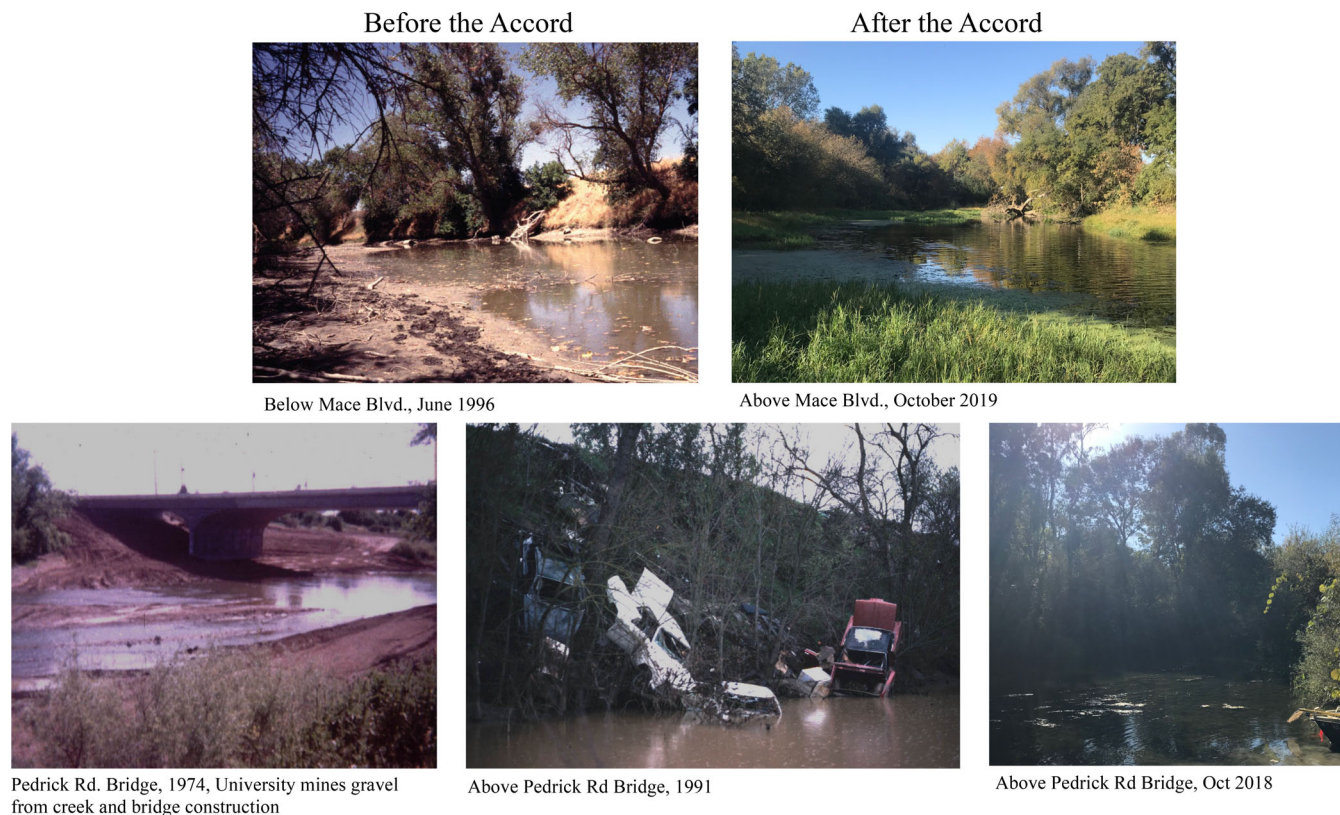 Before the Accord
After the Accord
Below Mace Blvd., June 1996
Above Mace Blvd., October 2019
Pedrick Rd. Bridge, 1974, University mines gravel
from creek and bridge construction
Above Pedrick Rd Bridge, 1991
Above Pedrick Rd Bridge, Oct 2018